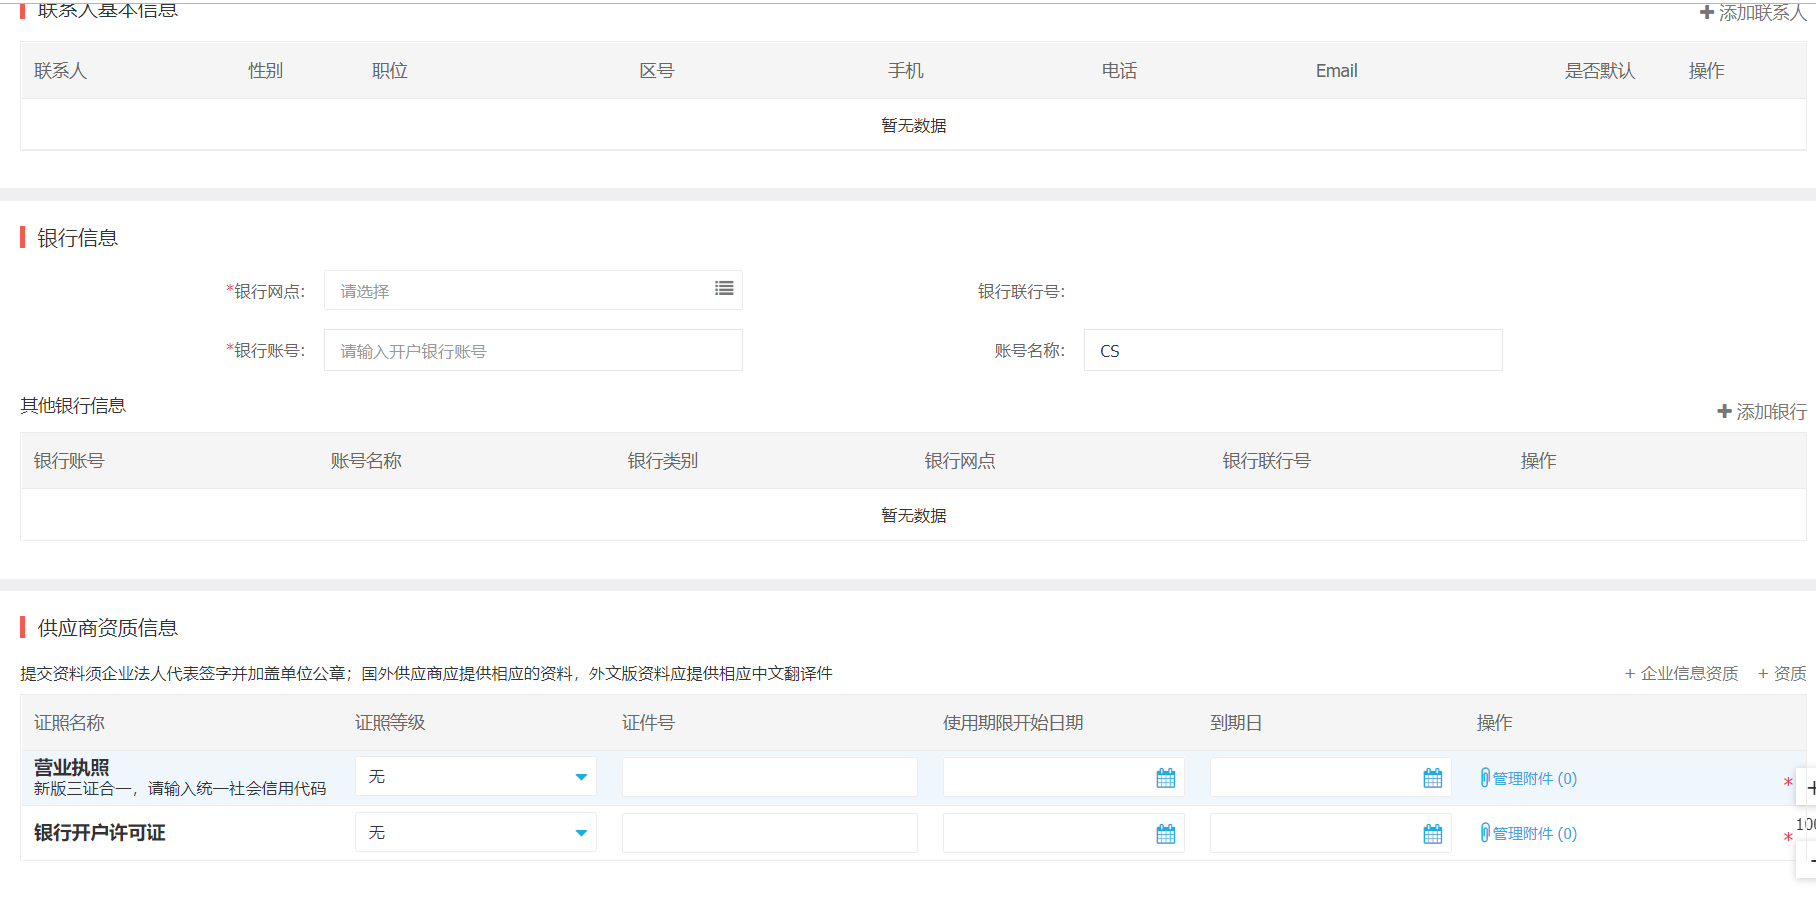 联系人基本信息
添加联系人
联系人 性别 职位 区号 手机 电话 Email 是否默认 操作
暂无数据
银行信息
*银行网点: 请选择 银行联行号:
*银行账号: 请输入开户银行账号 账号名称: CS
其他银行信息
添加银行
银行账号 账号名称 银行类别 银行网点 银行联行号 操作
暂无数据
供应商资质信息
提交资料须企业法人代表签字并加盖单位公章；国外供应商应提供相应的资料，外文版资料应提供相应中文翻译件 + 企业信息资质 + 资质
证照名称 证照等级 证件号 使用期限开始日期 到期日 操作
营业执照
新版三证合一，请输入统一社会信用代码 无 管理附件 (0) *
银行开户许可证 无 管理附件 (0) *